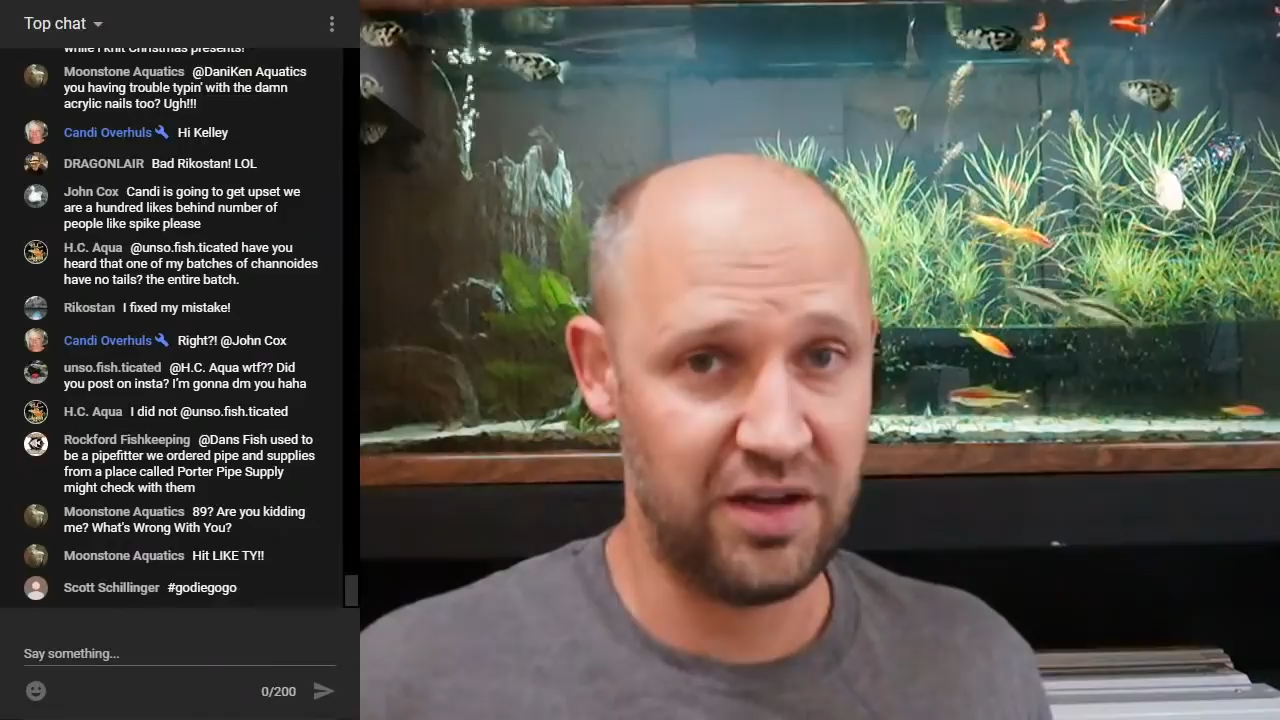 Top chat
while I knit Christmas presents!
Moonstone Aquatics @DaniKen Aquatics
you having trouble typin' with the damn
acrylic nails too? Ugh!!!
Candi Overhuls Hi Kelley
DRAGONLAIR Bad Rikostan! LOL
John Cox Candi is going to get upset we
are a hundred likes behind number of
people like spike please
H.C. Aqua @unso.fish.ticated have you
heard that one of my batches of channoides
have no tails? the entire batch.
Rikostan I fixed my mistake!
Candi Overhuls Right?! @John Cox
unso.fish.ticated @H.C. Aqua wtf?? Did
you post on insta? I'm gonna dm you haha
H.C. Aqua I did not @unso.fish.ticated
Rockford Fishkeeping @Dans Fish used to
be a pipefitter we ordered pipe and supplies
from a place called Porter Pipe Supply
might check with them
Moonstone Aquatics 89? Are you kidding
me? What's Wrong With You?
Moonstone Aquatics Hit LIKE TY!!
Scott Schillinger #godiegogo
Say something...
0/200